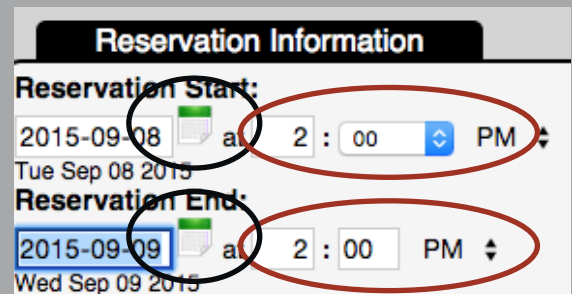 Reservation Information
Reservation Start:
2015-09-08 at 2 : 00 PM
Tue Sep 08 2015
Reservation End:
2015-09-09 at 2 : 00 PM
Wed Sep 09 2015